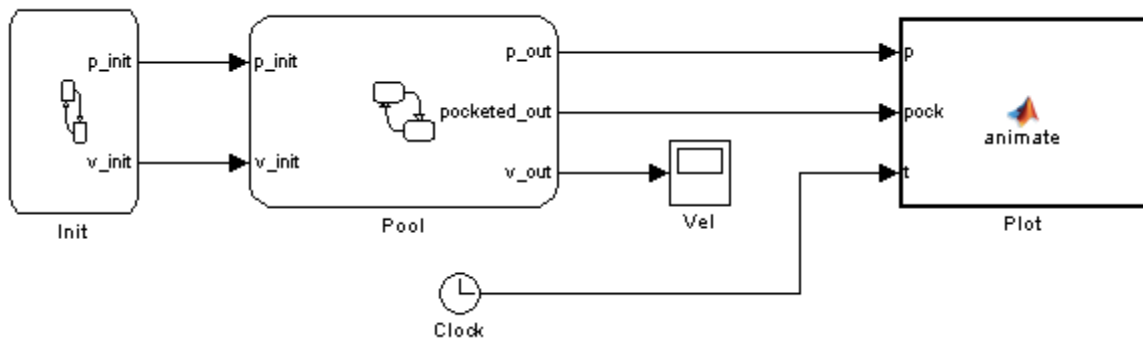 p_init
v_init
Init
p_init
v_init
p_out
pocketed_out
v_out
Pool
Vel
p
pock
t
animate
Plot
Clock